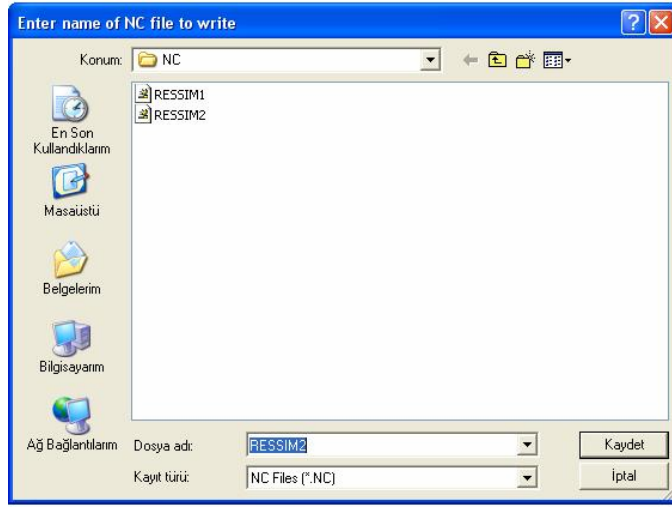 Enter name of NC file to write
Konum:
NC
RESSIM1
RESSIM2
En Son
Kullandıklarım
Masaüstü
Belgelerim
Bilgisayarım
Ağ Bağlantılarım
Dosya adı:
RESSIM2
Kaydet
Kayıt türü:
NC Files (*.NC)
İptal